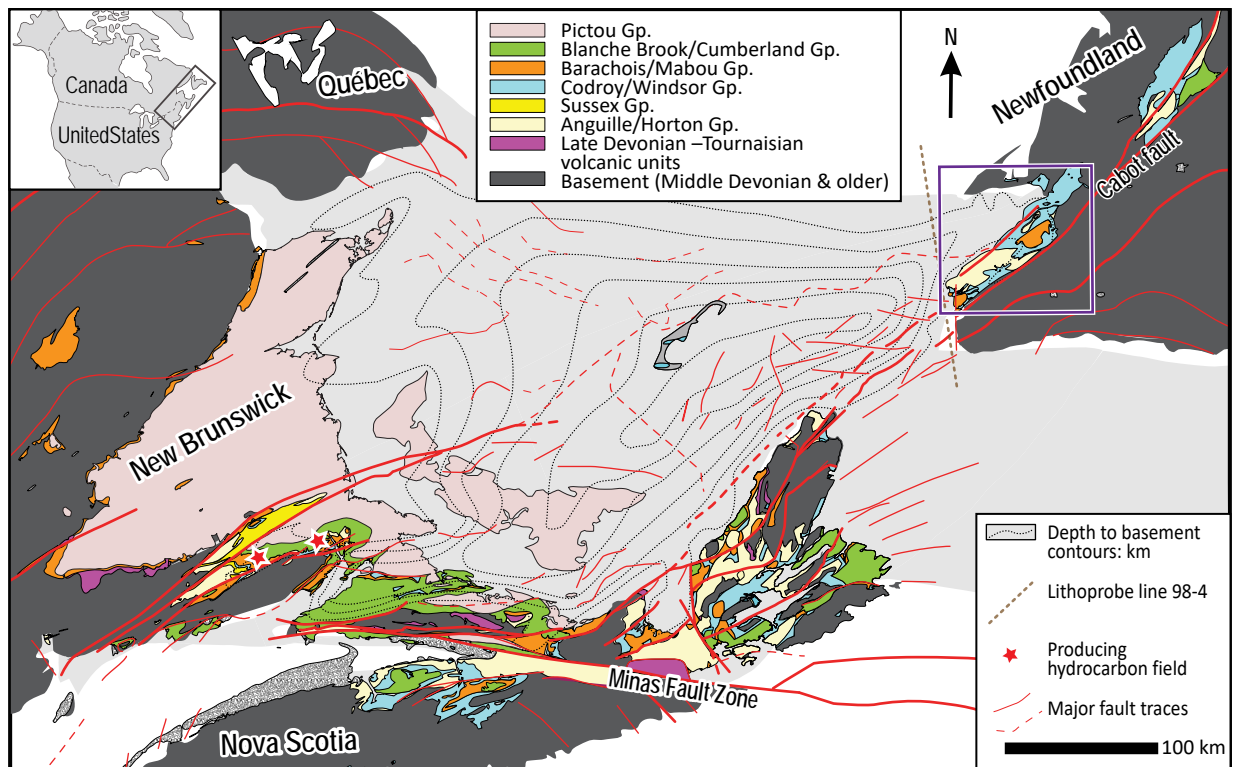 Canada
UnitedStates
Québec
Pictou Gp.
Blanche Brook/Cumberland Gp.
Barachois/Mabou Gp.
Codroy/Windsor Gp.
Sussex Gp.
Anguille/Horton Gp.
Late Devonian –Tournaisian
volcanic units
Basement (Middle Devonian & older)
N
Newfoundland
Cabot fault
New Brunswick
Minas Fault Zone
Nova Scotia
Depth to basement
contours: km
Lithoprobe line 98-4
Producing
hydrocarbon field
Major fault traces
100 km